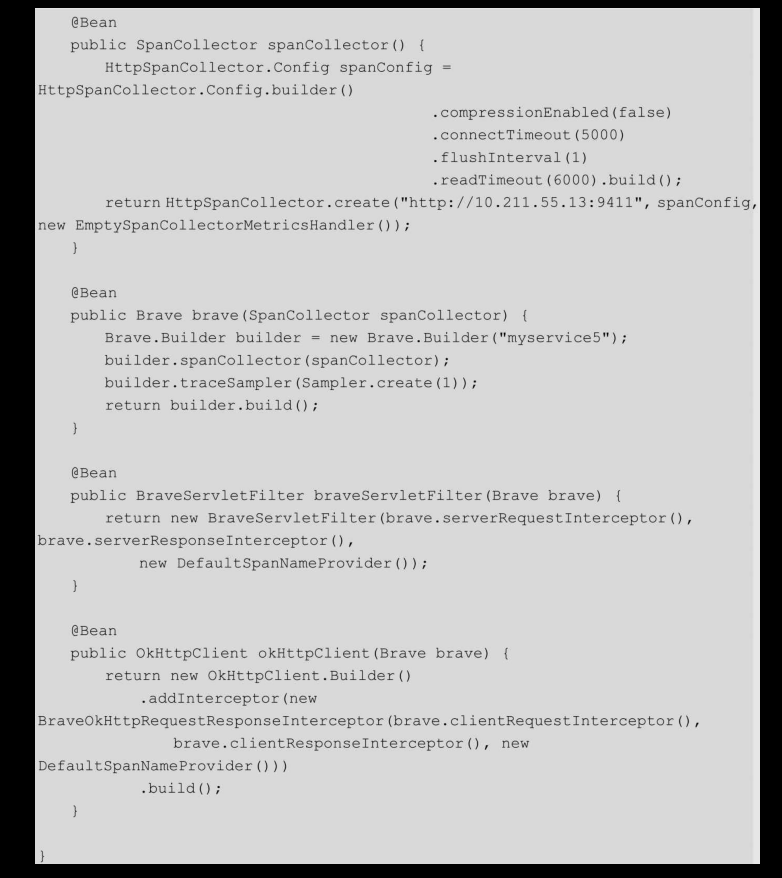 @Bean
public SpanCollector spanCollector() {
HttpSpanCollector.Config spanConfig =
HttpSpanCollector.Config.builder()
.compressionEnabled(false)
.connectTimeout(5000)
.flushInterval(1)
.readTimeout(6000).build();
return HttpSpanCollector.create("http://10.211.55.13:9411", spanConfig,
new EmptySpanCollectorMetricsHandler());
}
@Bean
public Brave brave(SpanCollector spanCollector) {
Brave.Builder builder = new Brave.Builder("myservice5");
builder.spanCollector(spanCollector);
builder.traceSampler(Sampler.create(1));
return builder.build();
}
@Bean
public BraveServletFilter braveServletFilter(Brave brave) {
return new BraveServletFilter(brave.serverRequestInterceptor(),
brave.serverResponseInterceptor(),
new DefaultSpanNameProvider());
}
@Bean
public OkHttpClient okHttpClient(Brave brave) {
return new OkHttpClient.Builder()
.addInterceptor(new
BraveOkHttpRequestResponseInterceptor(brave.clientRequestInterceptor(),
brave.clientResponseInterceptor(), new
DefaultSpanNameProvider()))
.build();
}
}